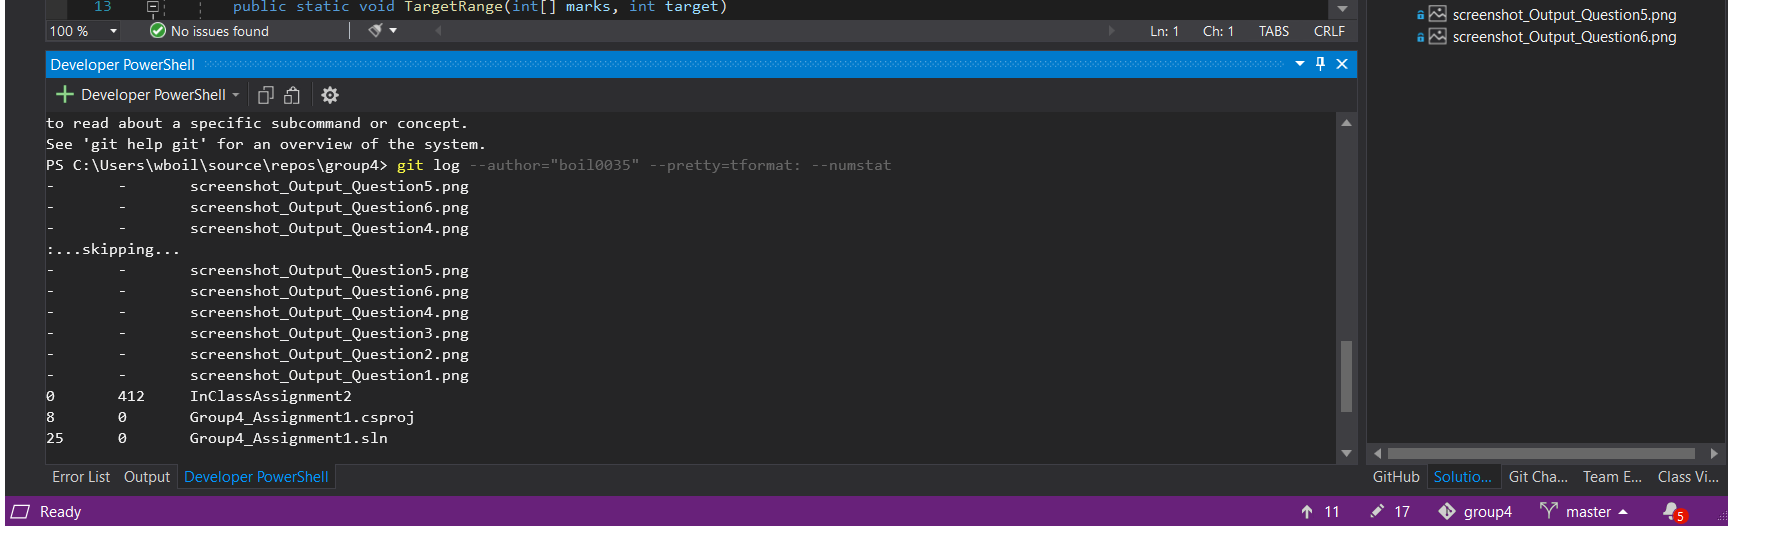 13 public static void TargetRange(int[] marks, int target)
100 % No issues found Ln: 1 Ch: 1 TABS CRLF
Developer PowerShell
Developer PowerShell
to read about a specific subcommand or concept.
See 'git help git' for an overview of the system.
PS C:\Users\wboil\source\repos\group4> git log --author="boil0035" --pretty=tformat: --numstat
- - screenshot_Output_Question5.png
- - screenshot_Output_Question6.png
- - screenshot_Output_Question4.png
:...skipping...
- - screenshot_Output_Question5.png
- - screenshot_Output_Question6.png
- - screenshot_Output_Question4.png
- - screenshot_Output_Question3.png
- - screenshot_Output_Question2.png
- - screenshot_Output_Question1.png
0 412 InClassAssignment2
8 0 Group4_Assignment1.csproj
25 0 Group4_Assignment1.sln
Error List Output Developer PowerShell
screenshot_Output_Question5.png
screenshot_Output_Question6.png
GitHub Solutio... Git Cha... Team E... Class Vi...
Ready 11 17 group4 master 5